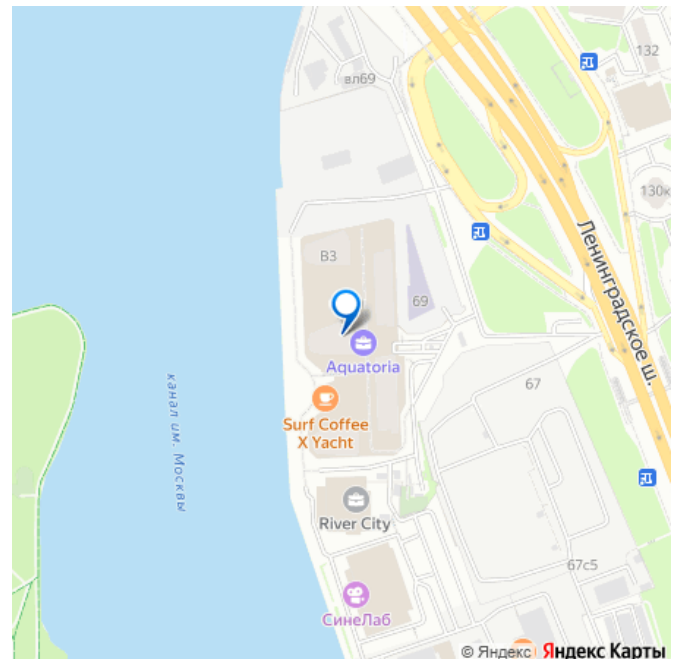 132
вл69
130к
Ленинградское ш.
В3
69
Aquatoria
67
канал им. Москвы
Surf Coffee
X Yacht
River City
67с5
СинеЛаб
© Яндекс Яндекс Карты